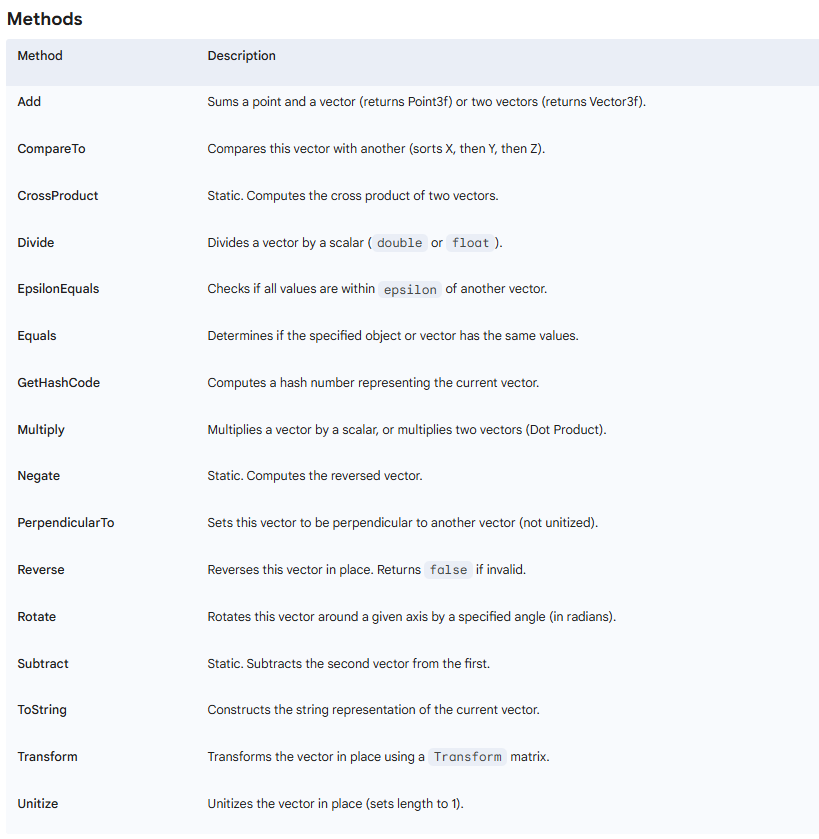 Methods
Method Description
Add Sums a point and a vector (returns Point3f) or two vectors (returns Vector3f).
CompareTo Compares this vector with another (sorts X, then Y, then Z).
CrossProduct Static. Computes the cross product of two vectors.
Divide Divides a vector by a scalar ( double or float ).
EpsilonEquals Checks if all values are within epsilon of another vector.
Equals Determines if the specified object or vector has the same values.
GetHashCode Computes a hash number representing the current vector.
Multiply Multiplies a vector by a scalar, or multiplies two vectors (Dot Product).
Negate Static. Computes the reversed vector.
PerpendicularTo Sets this vector to be perpendicular to another vector (not unitized).
Reverse Reverses this vector in place. Returns false if invalid.
Rotate Rotates this vector around a given axis by a specified angle (in radians).
Subtract Static. Subtracts the second vector from the first.
ToString Constructs the string representation of the current vector.
Transform Transforms the vector in place using a Transform matrix.
Unitize Unitizes the vector in place (sets length to 1).